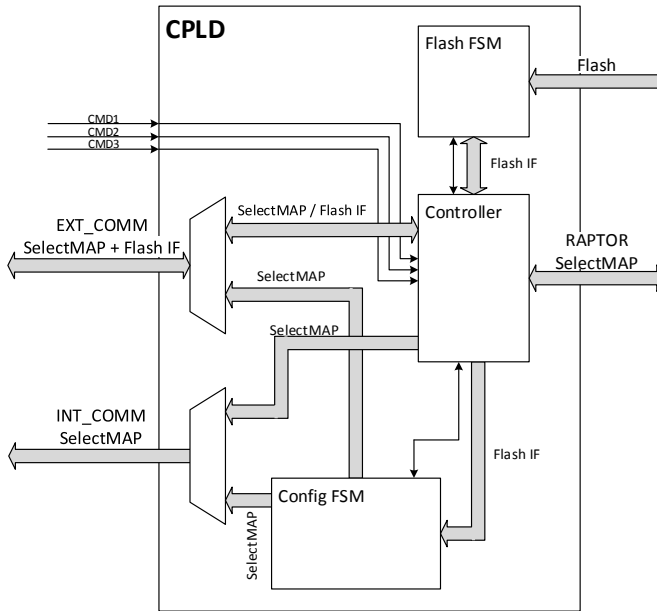 CPLD
Flash FSM
Flash
CMD1
CMD2
CMD3
Flash IF
SelectMAP / Flash IF
Controller
EXT_COMM
SelectMAP + Flash IF
RAPTOR
SelectMAP
SelectMAP
SelectMAP
INT_COMM
SelectMAP
Flash IF
Config FSM
SelectMAP